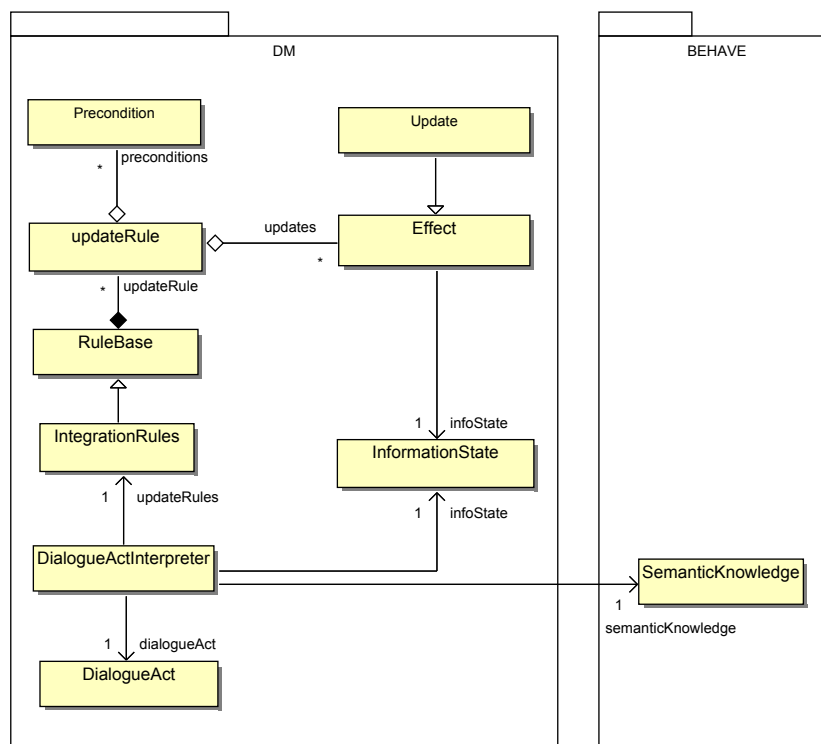 DM
BEHAVE
Precondition
Update
preconditions
*
updateRule
updates
*
Effect
*
updateRule
RuleBase
IntegrationRules
1
infoState
InformationState
1
updateRules
1
infoState
DialogueActInterpreter
SemanticKnowledge
1
semanticKnowledge
1
dialogueAct
DialogueAct